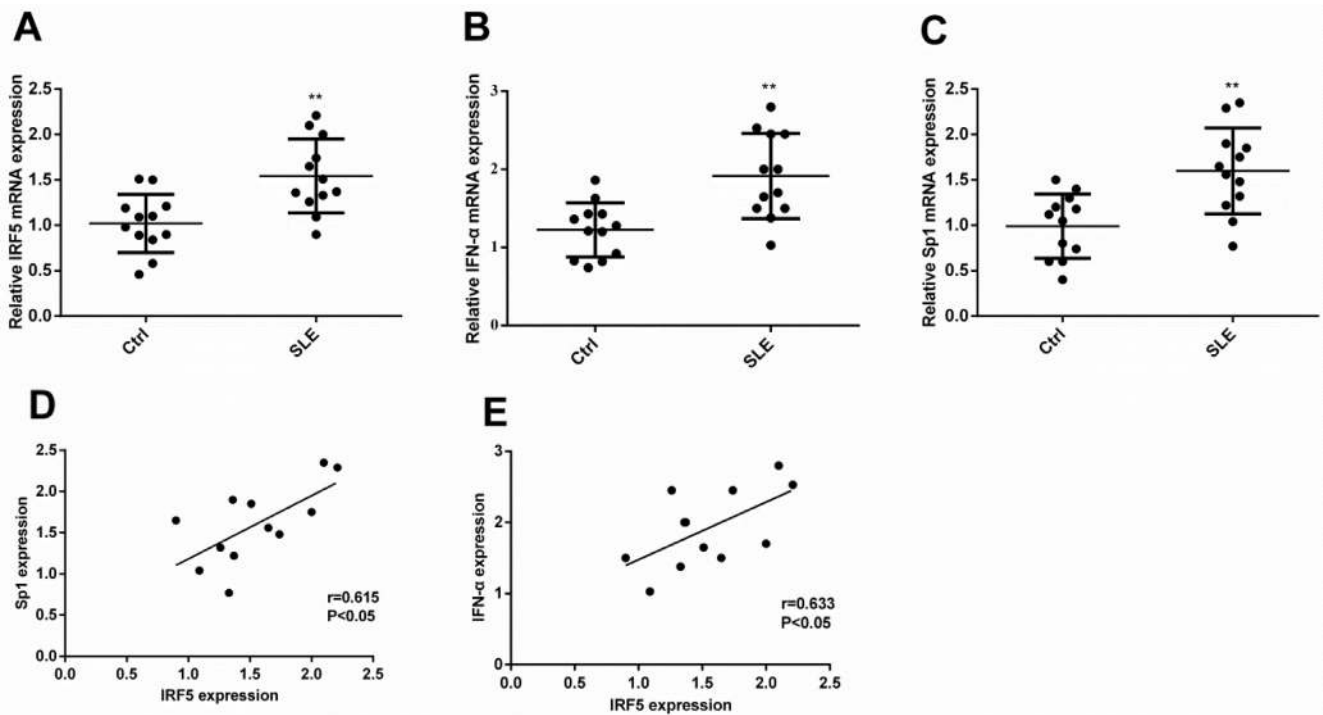 A
B
C
Relative IRF5 mRNA expression
2.5
2.0
1.5
1.0
0.5
0.0
**
Ctrl
SLE
Relative IFN-α mRNA expression
3
2
1
0
**
Ctrl
SLE
Relative Sp1 mRNA expression
2.5
2.0
1.5
1.0
0.5
0.0
**
Ctrl
SLE
D
E
Sp1 expression
2.5
2.0
1.5
1.0
0.5
0.0
r=0.615
P<0.05
0.0 0.5 1.0 1.5 2.0 2.5
IRF5 expression
IFN-α expression
3
2
1
0
r=0.633
P<0.05
0.0 0.5 1.0 1.5 2.0 2.5
IRF5 expression